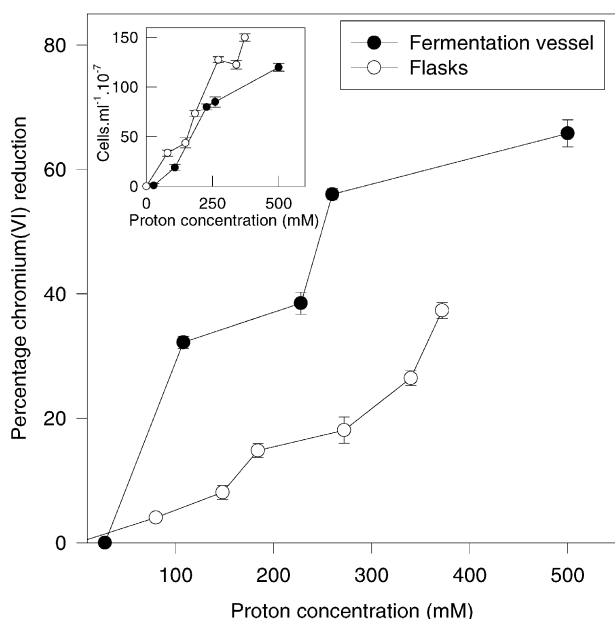 Fermentation vessel
Flasks
Percentage chromium(VI) reduction
80
60
40
20
0
100
200
300
400
500
Proton concentration (mM)
Cells.ml⁻¹.10⁻⁷
150
100
50
0
0
250
500
Proton concentration (mM)